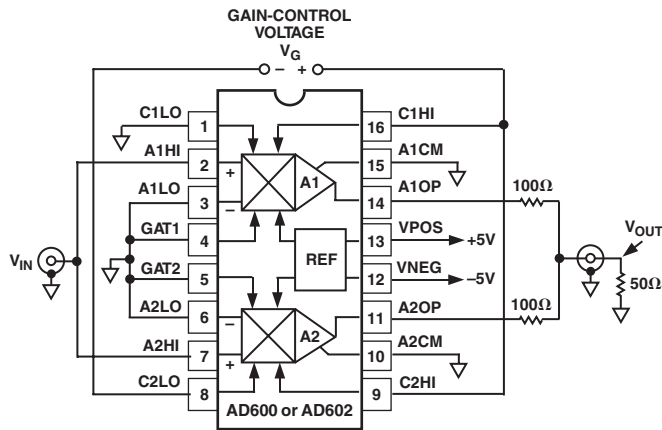 GAIN-CONTROL
VOLTAGE
V_G
– +
C1LO 1 16 C1HI
A1HI 2 + A1 15 A1CM
A1LO 3 – 14 A1OP 100Ω
GAT1 4 REF 13 VPOS +5V
V_IN V_OUT
GAT2 5 12 VNEG –5V
50Ω
A2LO 6 – A2 11 A2OP 100Ω
A2HI 7 + 10 A2CM
C2LO 8 9 C2HI
AD600 or AD602